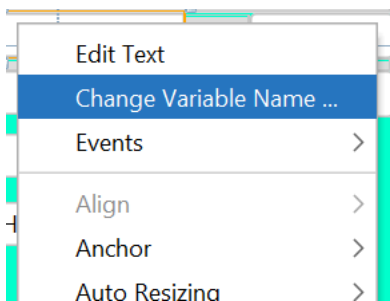 Edit Text
Change Variable Name ...
Events
Align
H
Anchor
Auto Resizing